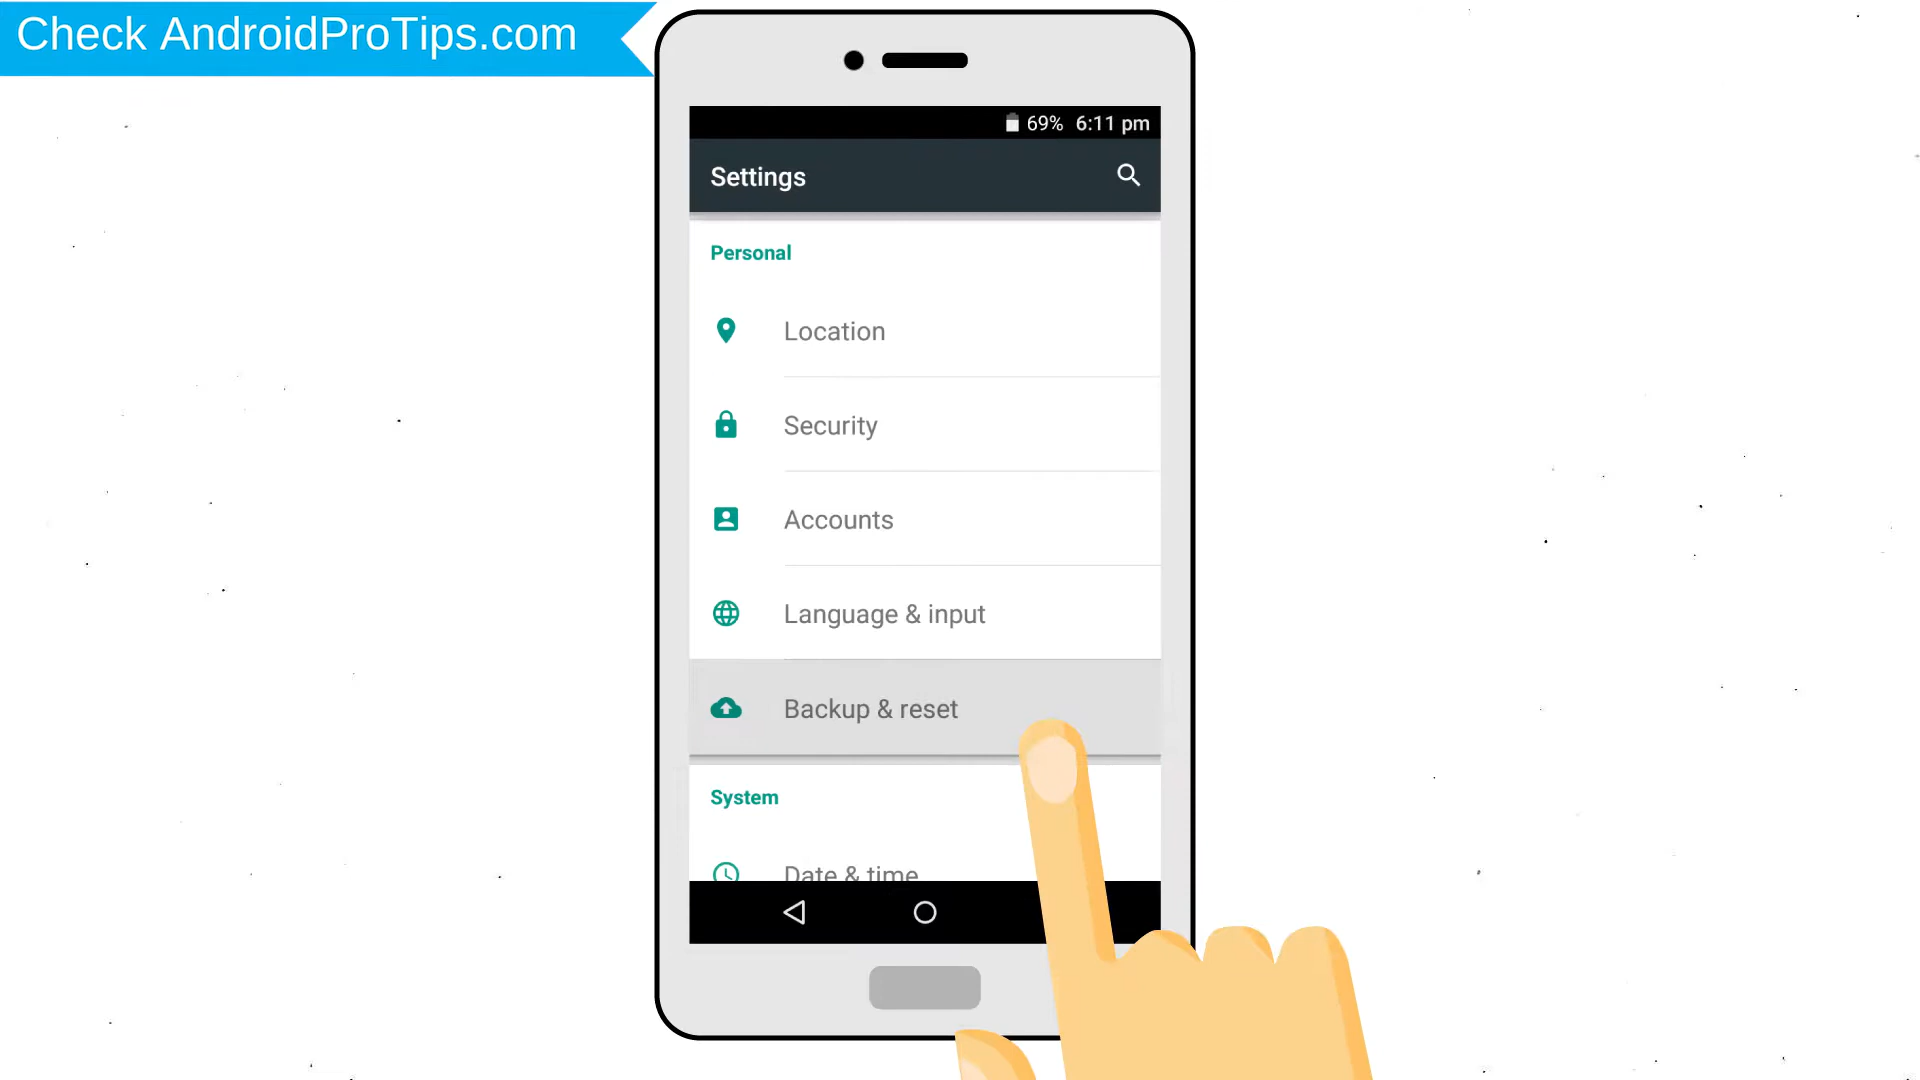 Check AndroidProTips.com
69% 6:11 pm
Settings
Personal
Location
Security
Accounts
Language & input
Backup & reset
System
Date & time